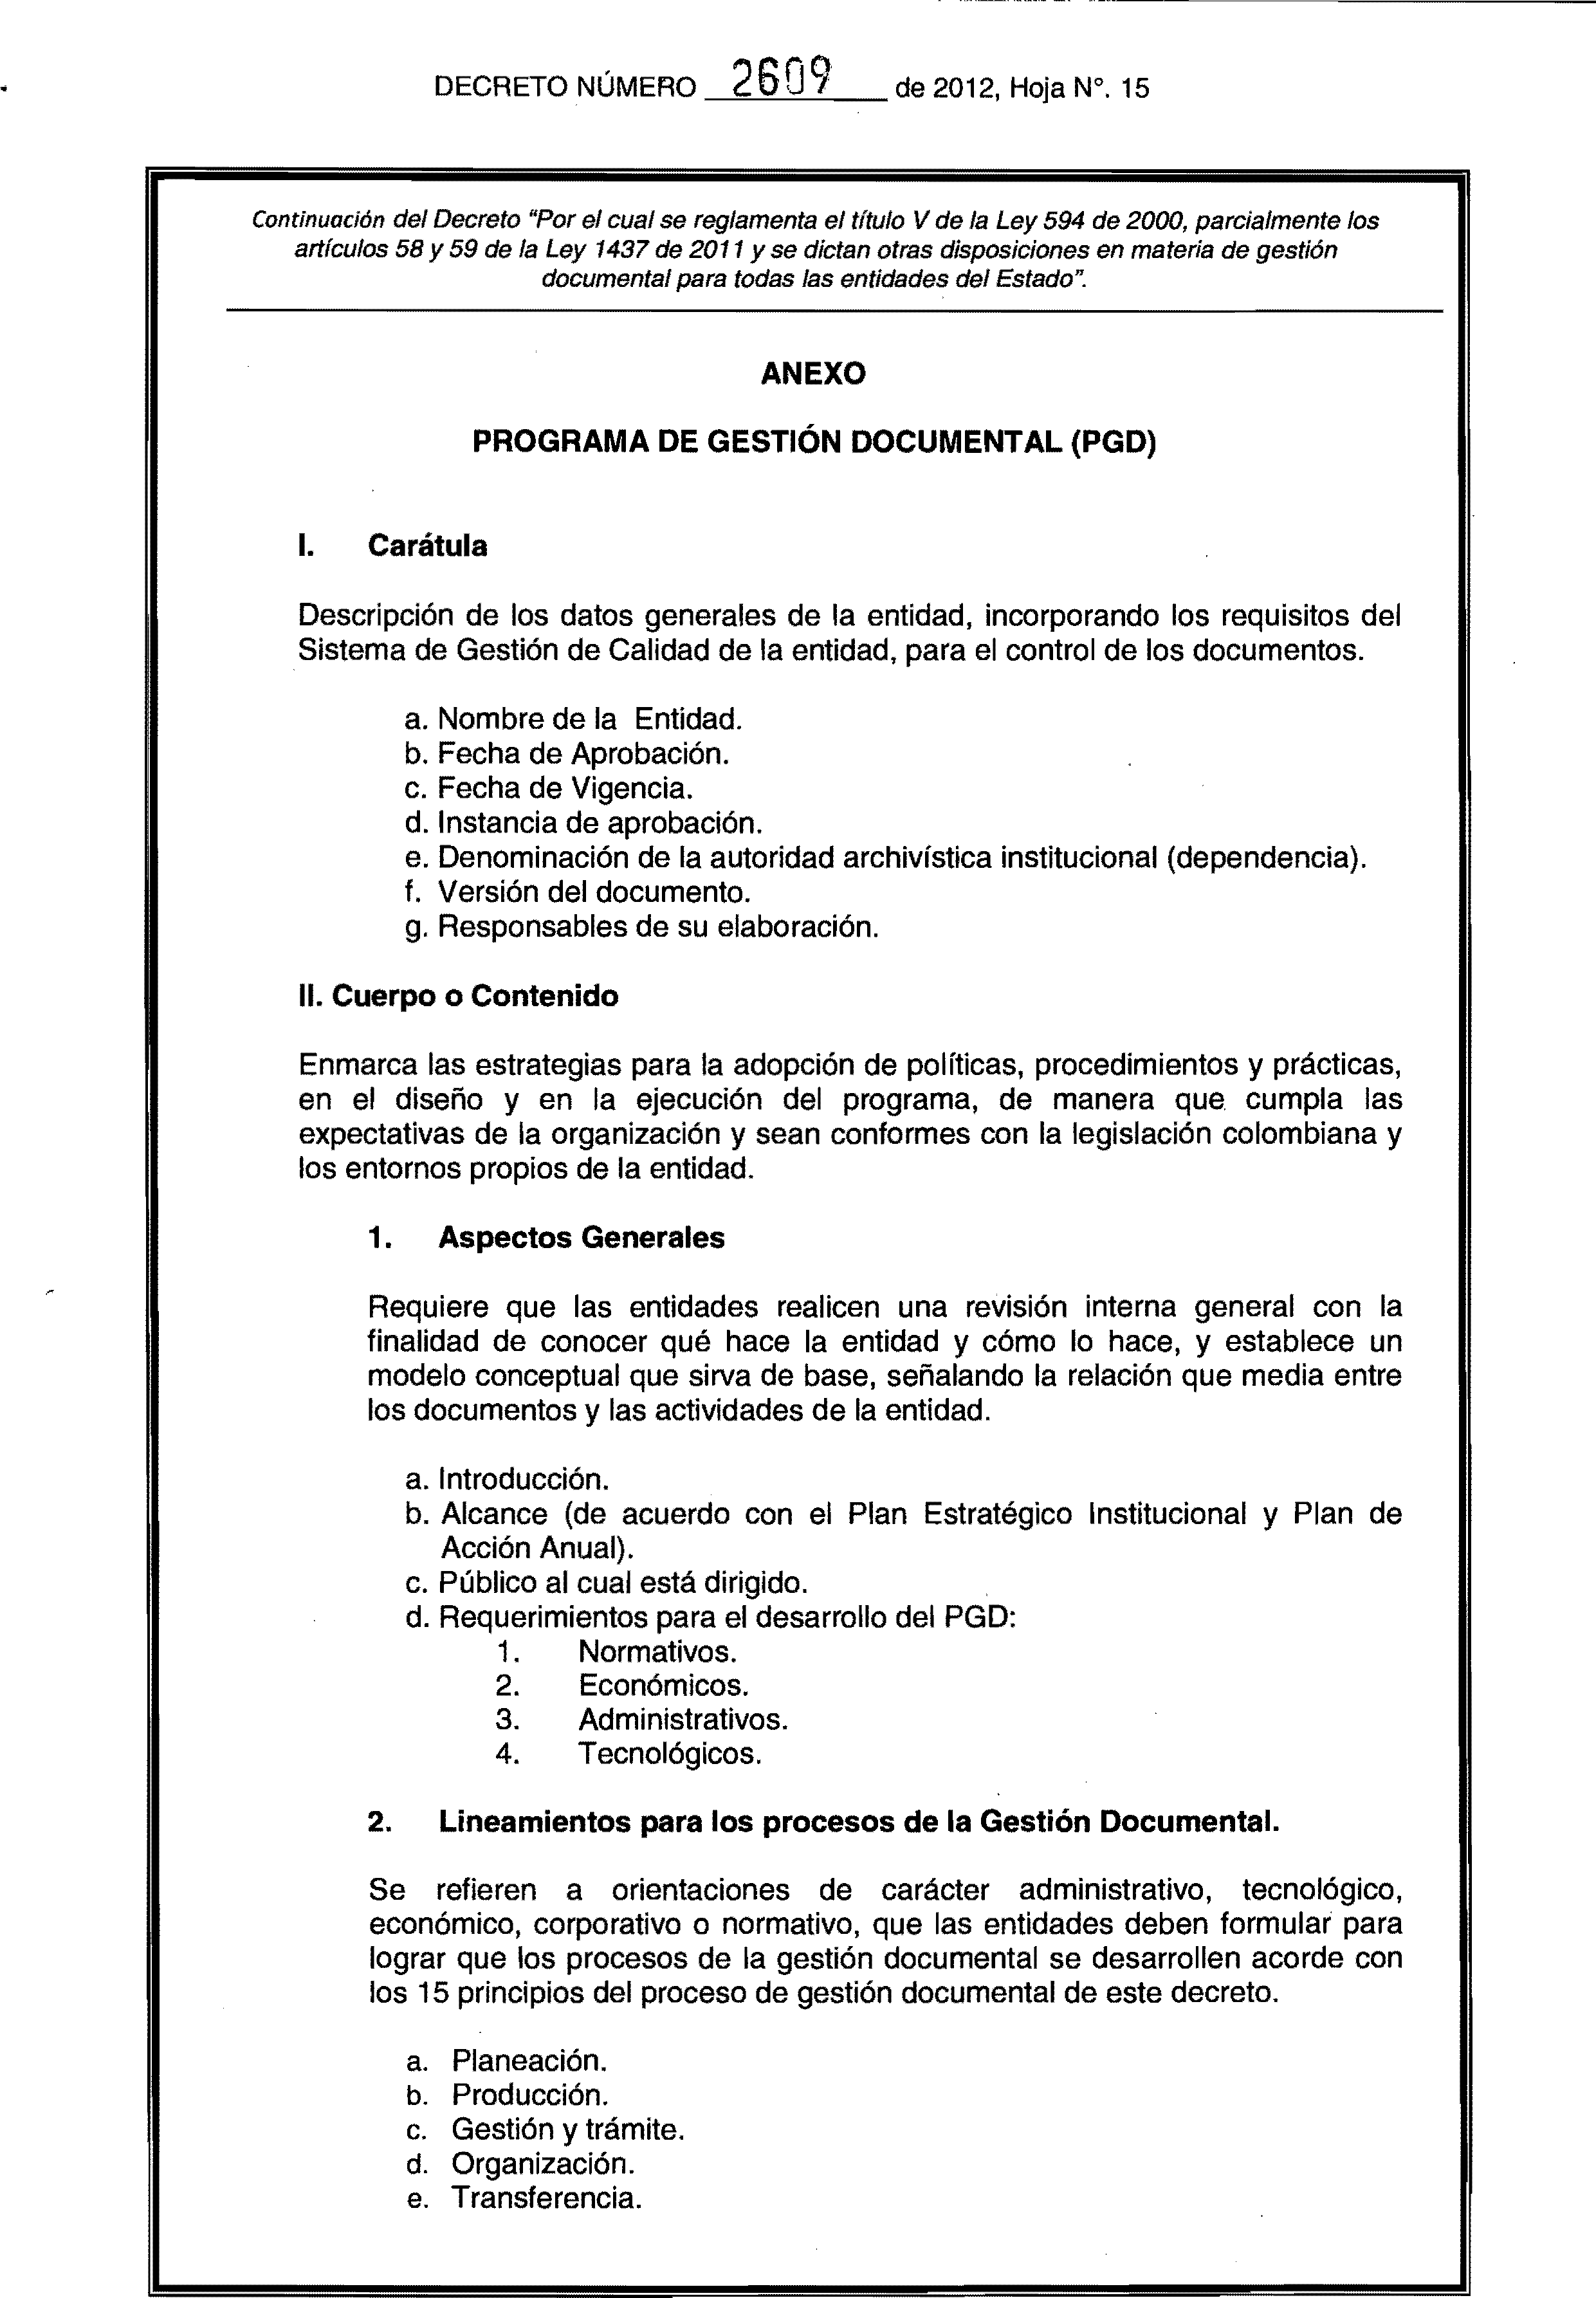 DECRETO NÚMERO 2609 de 2012, Hoja Nº. 15
Continuación del Decreto "Por el cual se reglamenta el título V de la Ley 594 de 2000, parcialmente los
artículos 58 y 59 de la Ley 1437 de 2011 y se dictan otras disposiciones en materia de gestión
documental para todas las entidades del Estado".
ANEXO
PROGRAMA DE GESTIÓN DOCUMENTAL (PGD)
I. Carátula
Descripción de los datos generales de la entidad, incorporando los requisitos del
Sistema de Gestión de Calidad de la entidad, para el control de los documentos.
a. Nombre de la Entidad.
b. Fecha de Aprobación.
c. Fecha de Vigencia.
d. Instancia de aprobación.
e. Denominación de la autoridad archivística institucional (dependencia).
f. Versión del documento.
g. Responsables de su elaboración.
II. Cuerpo o Contenido
Enmarca las estrategias para la adopción de políticas, procedimientos y prácticas,
en el diseño y en la ejecución del programa, de manera que cumpla las
expectativas de la organización y sean conformes con la legislación colombiana y
los entornos propios de la entidad.
1. Aspectos Generales
Requiere que las entidades realicen una revisión interna general con la
finalidad de conocer qué hace la entidad y cómo lo hace, y establece un
modelo conceptual que sirva de base, señalando la relación que media entre
los documentos y las actividades de la entidad.
a. Introducción.
b. Alcance (de acuerdo con el Plan Estratégico Institucional y Plan de
Acción Anual).
c. Público al cual está dirigido.
d. Requerimientos para el desarrollo del PGD:
1. Normativos.
2. Económicos.
3. Administrativos.
4. Tecnológicos.
2. Lineamientos para los procesos de la Gestión Documental.
Se refieren a orientaciones de carácter administrativo, tecnológico,
económico, corporativo o normativo, que las entidades deben formular para
lograr que los procesos de la gestión documental se desarrollen acorde con
los 15 principios del proceso de gestión documental de este decreto.
a. Planeación.
b. Producción.
c. Gestión y trámite.
d. Organización.
e. Transferencia.